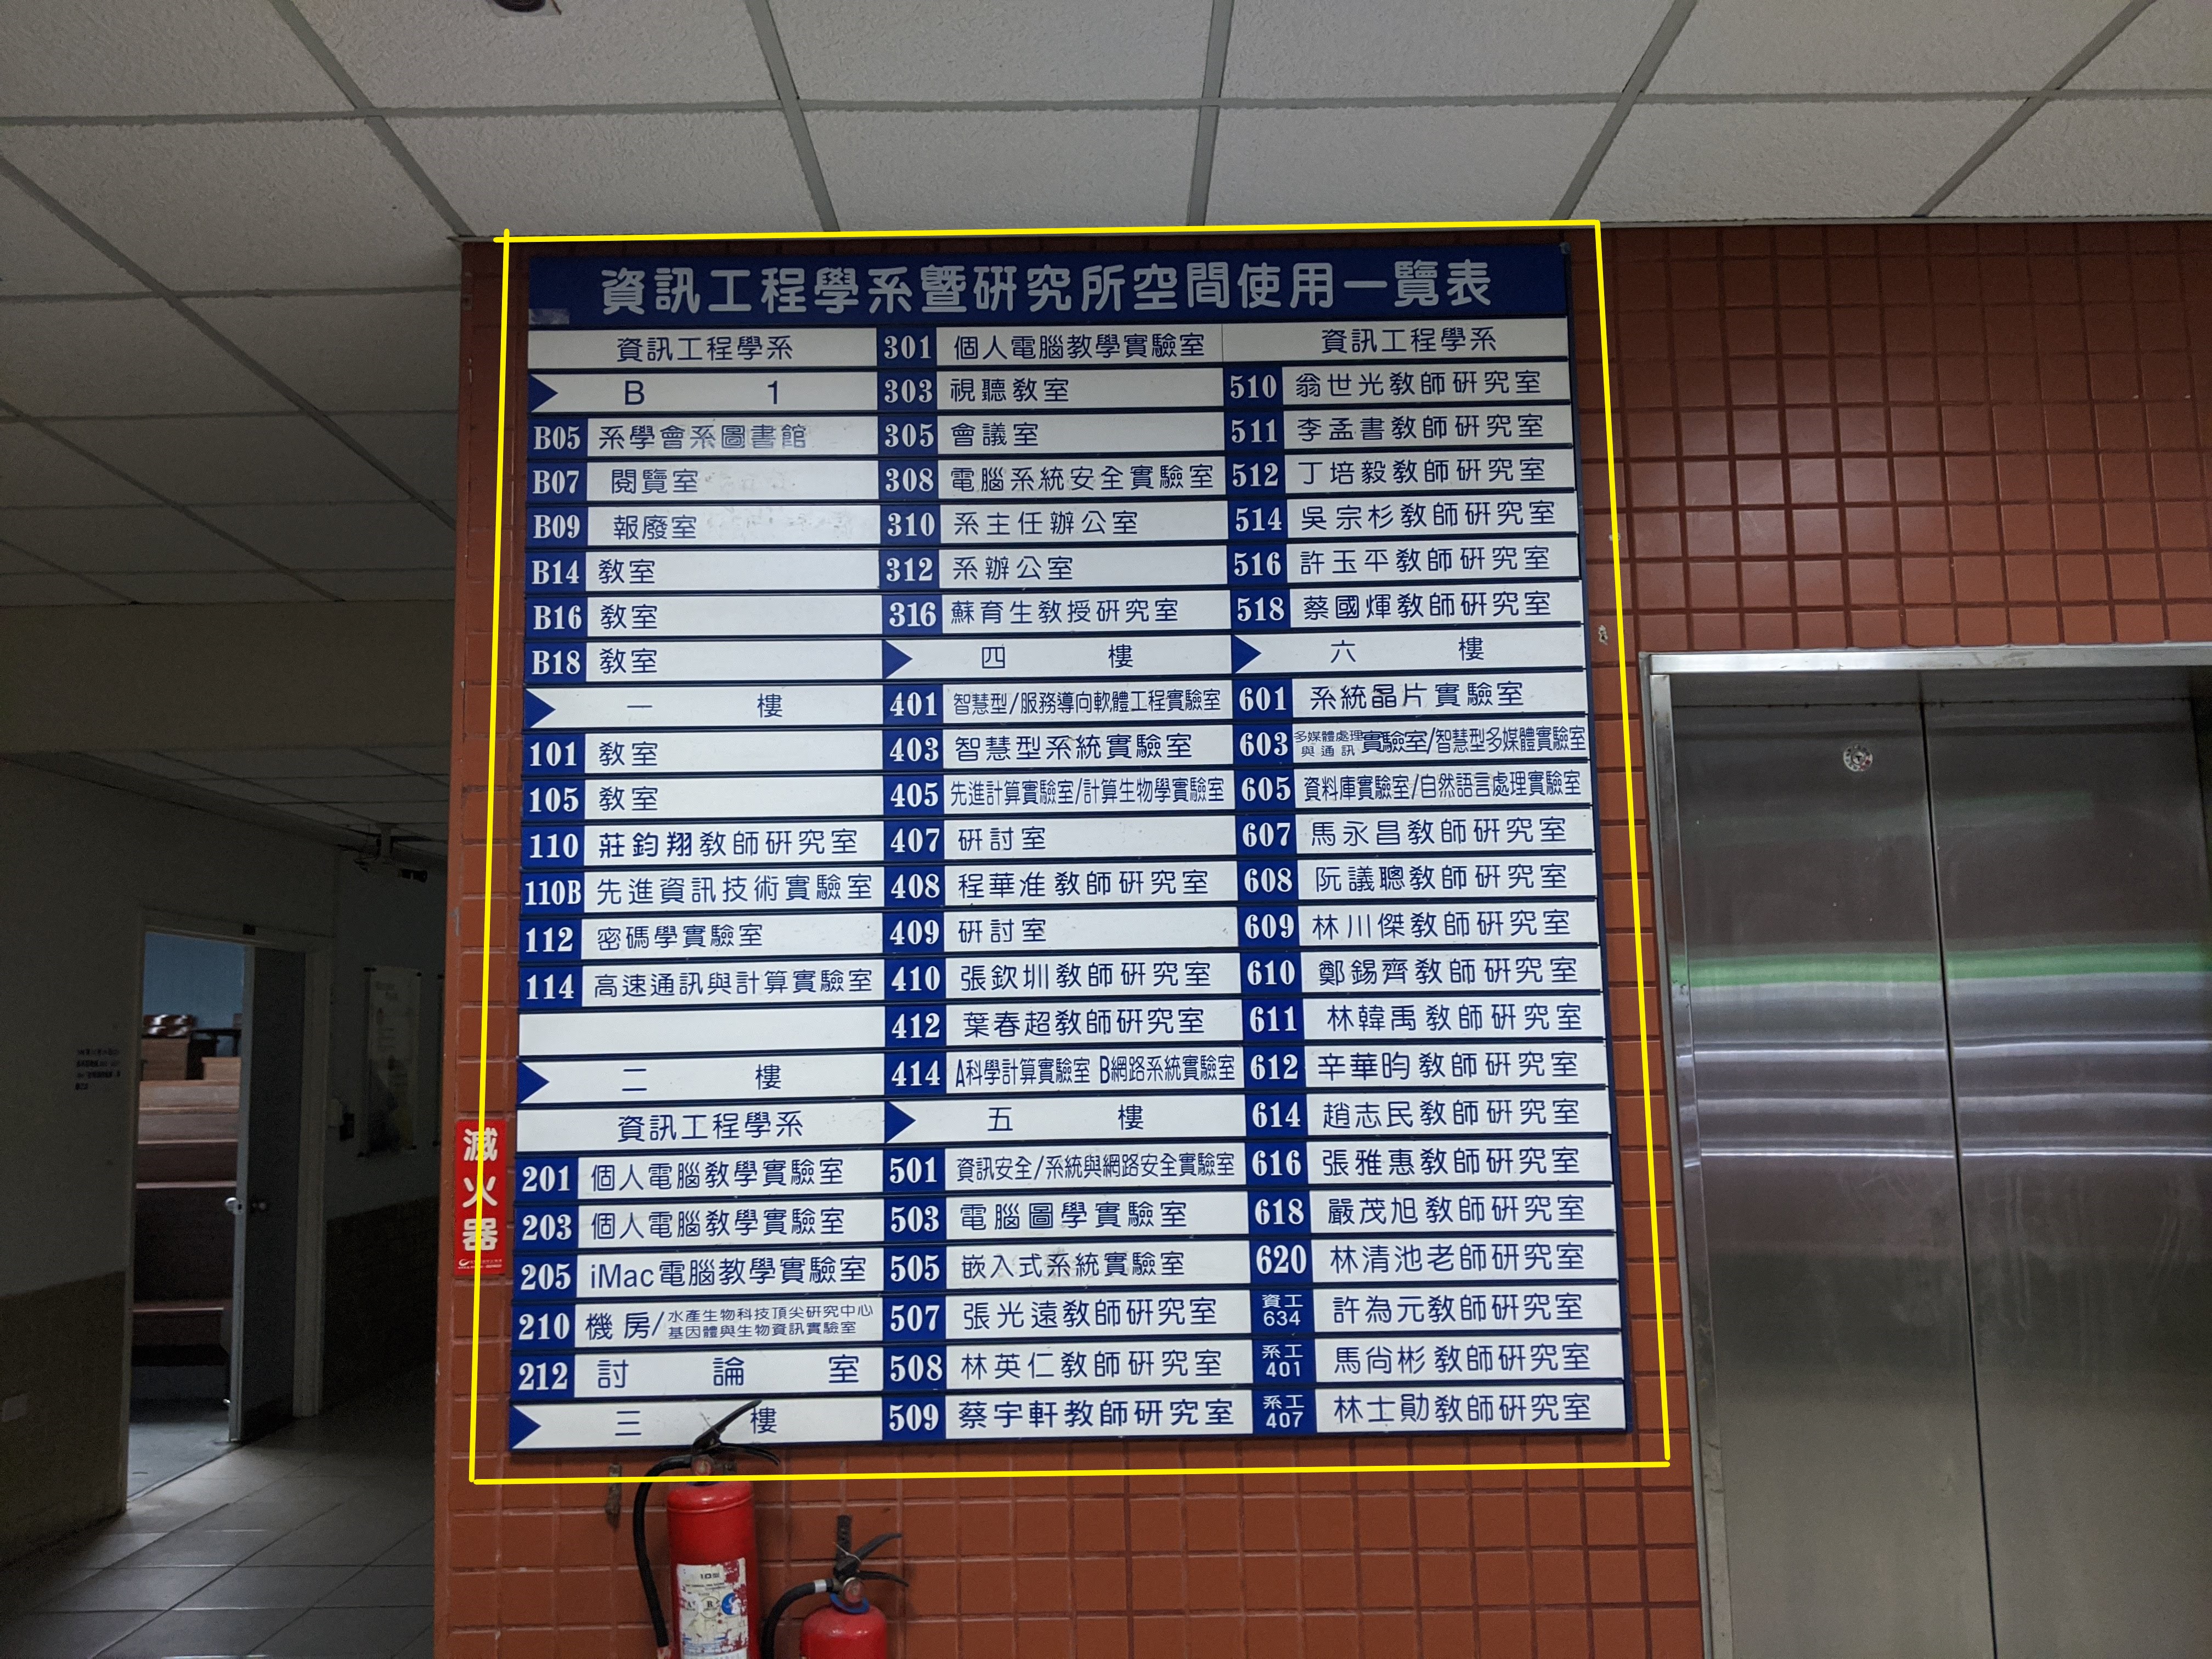 資訊工程學系暨研究所空間使用一覽表
資訊工程學系
B 1
B05 系學會系圖書館
B07 閱覽室
B09 報廢室
B14 教室
B16 教室
B18 教室
一 樓
101 教室
105 教室
110 莊鈞翔教師研究室
110B 先進資訊技術實驗室
112 密碼學實驗室
114 高速通訊與計算實驗室
二 樓
資訊工程學系
201 個人電腦教學實驗室
203 個人電腦教學實驗室
205 iMac電腦教學實驗室
210 機房/水產生物科技頂尖研究中心
基因體與生物資訊實驗室
212 討論室
三 樓
301 個人電腦教學實驗室
303 視聽教室
305 會議室
308 電腦系統安全實驗室
310 系主任辦公室
312 系辦公室
316 蘇育生教授研究室
四 樓
401 智慧型/服務導向軟體工程實驗室
403 智慧型系統實驗室
405 先進計算實驗室/計算生物學實驗室
407 研討室
408 程華淮教師研究室
409 研討室
410 張欽圳教師研究室
412 葉春超教師研究室
414 A科學計算實驗室 B網路系統實驗室
五 樓
501 資訊安全/系統與網路安全實驗室
503 電腦圖學實驗室
505 嵌入式系統實驗室
507 張光遠教師研究室
508 林英仁教師研究室
509 蔡宇軒教師研究室
資訊工程學系
510 翁世光教師研究室
511 李孟書教師研究室
512 丁培毅教師研究室
514 吳宗杉教師研究室
516 許玉平教師研究室
518 蔡國煇教師研究室
六 樓
601 系統晶片實驗室
603 多媒體處理與通訊實驗室/智慧型多媒體實驗室
605 資料庫實驗室/自然語言處理實驗室
607 馬永昌教師研究室
608 阮議聰教師研究室
609 林川傑教師研究室
610 鄭錫齊教師研究室
611 林韓禹教師研究室
612 辛華昀教師研究室
614 趙志民教師研究室
616 張雅惠教師研究室
618 嚴茂旭教師研究室
620 林清池老師研究室
資工634 許為元教師研究室
系工401 馬尚彬教師研究室
系工407 林士勛教師研究室
滅火器